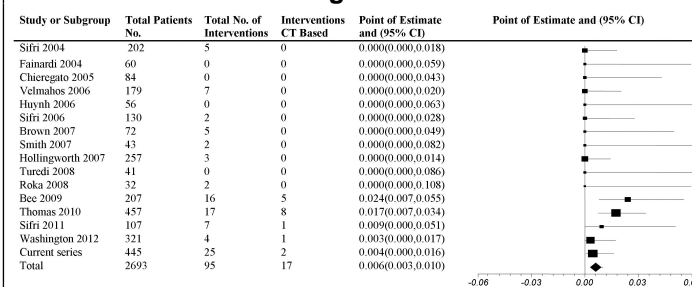 Study or Subgroup Total Patients Total No. of Interventions Point of Estimate Point of Estimate and (95% CI)
No. Interventions CT Based and (95% CI)
Sifri 2004 202 5 0 0.000(0.000,0.018)
Fainardi 2004 60 0 0 0.000(0.000,0.059)
Chieregato 2005 84 0 0 0.000(0.000,0.043)
Velmahos 2006 179 7 0 0.000(0.000,0.020)
Huynh 2006 56 0 0 0.000(0.000,0.063)
Sifri 2006 130 2 0 0.000(0.000,0.028)
Brown 2007 72 5 0 0.000(0.000,0.049)
Smith 2007 43 2 0 0.000(0.000,0.082)
Hollingworth 2007 257 3 0 0.000(0.000,0.014)
Turedi 2008 41 0 0 0.000(0.000,0.086)
Roka 2008 32 2 0 0.000(0.000,0.108)
Bee 2009 207 16 5 0.024(0.007,0.055)
Thomas 2010 457 17 8 0.017(0.007,0.034)
Sifri 2011 107 7 1 0.009(0.000,0.051)
Washington 2012 321 4 1 0.003(0.000,0.017)
Current series 445 25 2 0.004(0.000,0.016)
Total 2693 95 17 0.006(0.003,0.010)
-0.06 -0.03 0.00 0.03